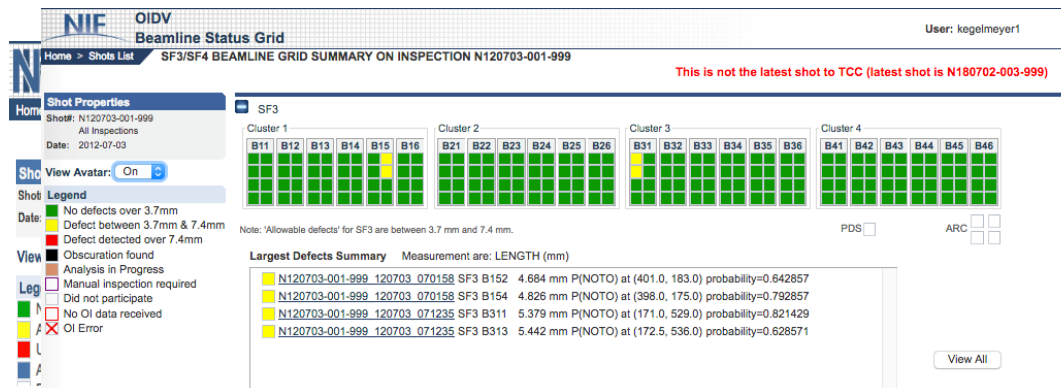 NIF
OIDV
Beamline Status Grid
User: kegelmeyer1
Home > Shots List
SF3/SF4 BEAMLINE GRID SUMMARY ON INSPECTION N120703-001-999
This is not the latest shot to TCC (latest shot is N180702-003-999)
Shot Properties
Shot#: N120703-001-999
All Inspections
Date: 2012-07-03
View Avatar: On
Legend
No defects over 3.7mm
Defect between 3.7mm & 7.4mm
Defect detected over 7.4mm
Obscuration found
Analysis in Progress
Manual inspection required
Did not participate
No OI data received
OI Error
SF3
Cluster 1
B11 B12 B13 B14 B15 B16
Cluster 2
B21 B22 B23 B24 B25 B26
Cluster 3
B31 B32 B33 B34 B35 B36
Cluster 4
B41 B42 B43 B44 B45 B46
Note: 'Allowable defects' for SF3 are between 3.7 mm and 7.4 mm.
PDS
ARC
Largest Defects Summary Measurement are: LENGTH (mm)
N120703-001-999_120703_070158 SF3 B152 4.684 mm P(NOTO) at (401.0, 183.0) probability=0.642857
N120703-001-999_120703_070158 SF3 B154 4.826 mm P(NOTO) at (398.0, 175.0) probability=0.792857
N120703-001-999_120703_071235 SF3 B311 5.379 mm P(NOTO) at (171.0, 529.0) probability=0.821429
N120703-001-999_120703_071235 SF3 B313 5.442 mm P(NOTO) at (172.5, 536.0) probability=0.628571
View All